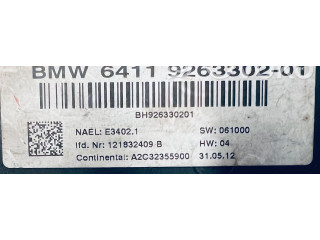 BMW 6411 9263302-01
BH926330201
NAEL: E3402.1 SW: 061000
lfd. Nr: 121832409 B HW: 04
Continental: A2C32355900 31.05.12